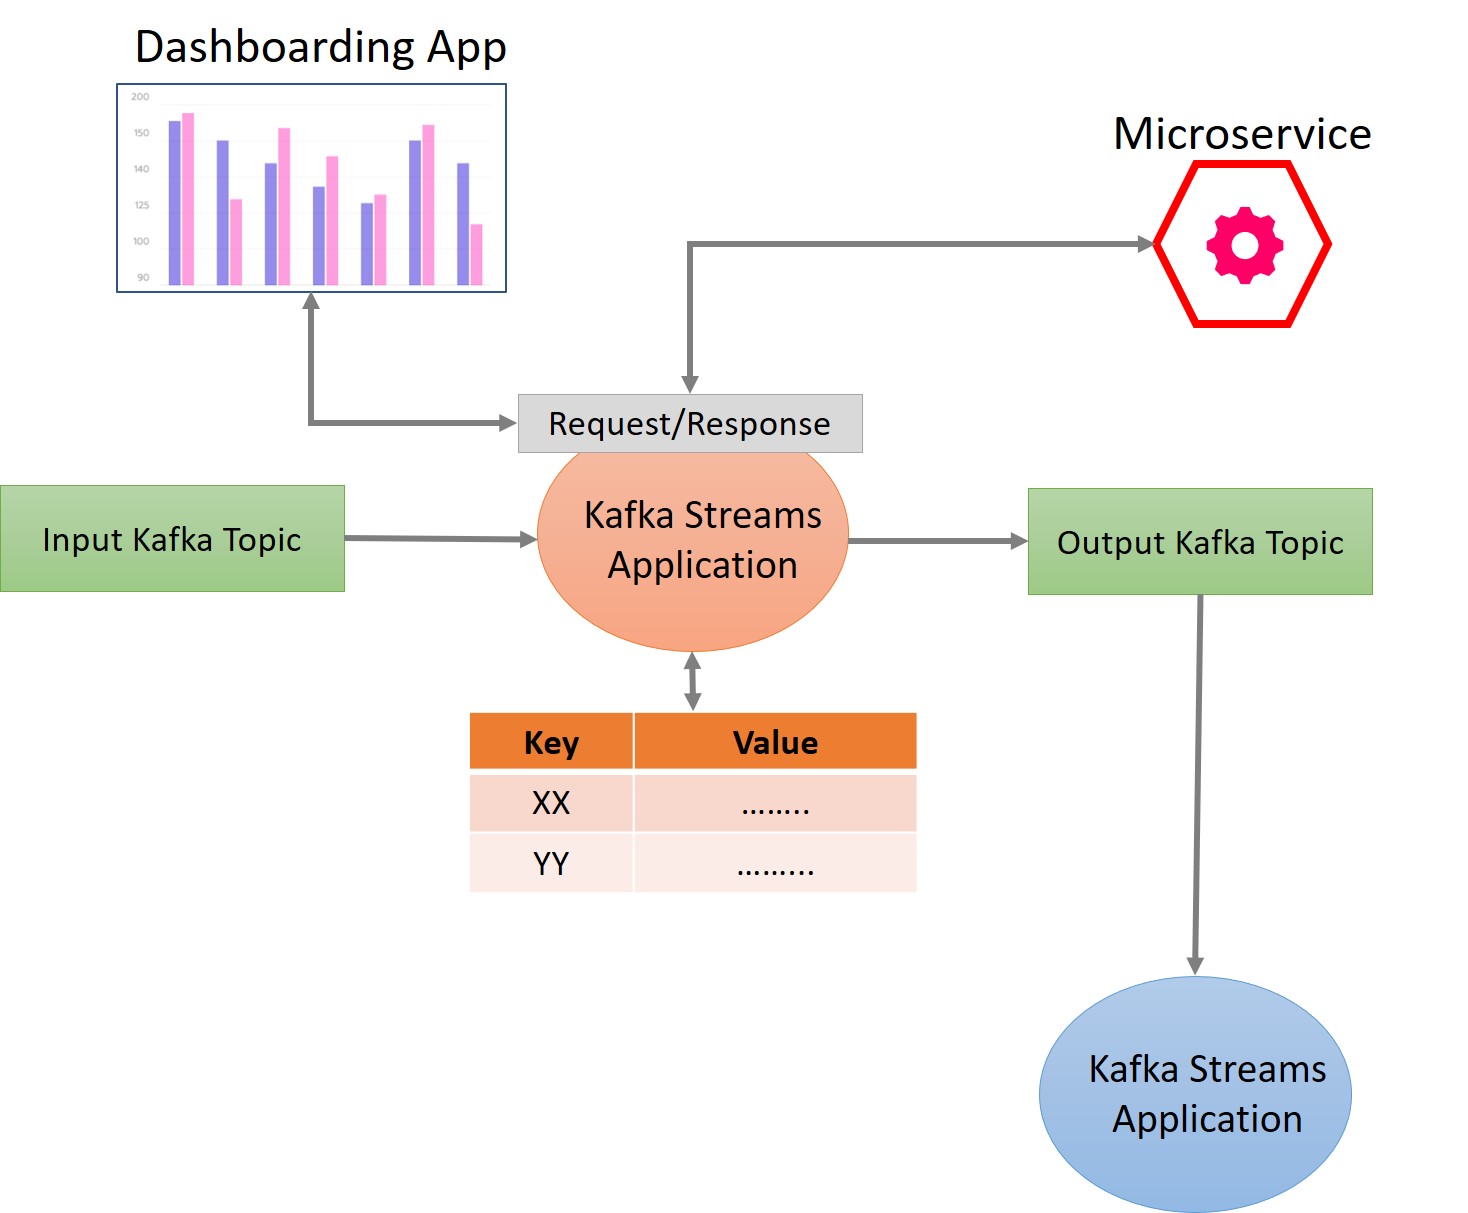 Dashboarding App
200
150
140
125
100
90
Microservice
Request/Response
Input Kafka Topic
Kafka Streams
Application
Output Kafka Topic
Key Value
XX ……..
YY ………
Kafka Streams
Application